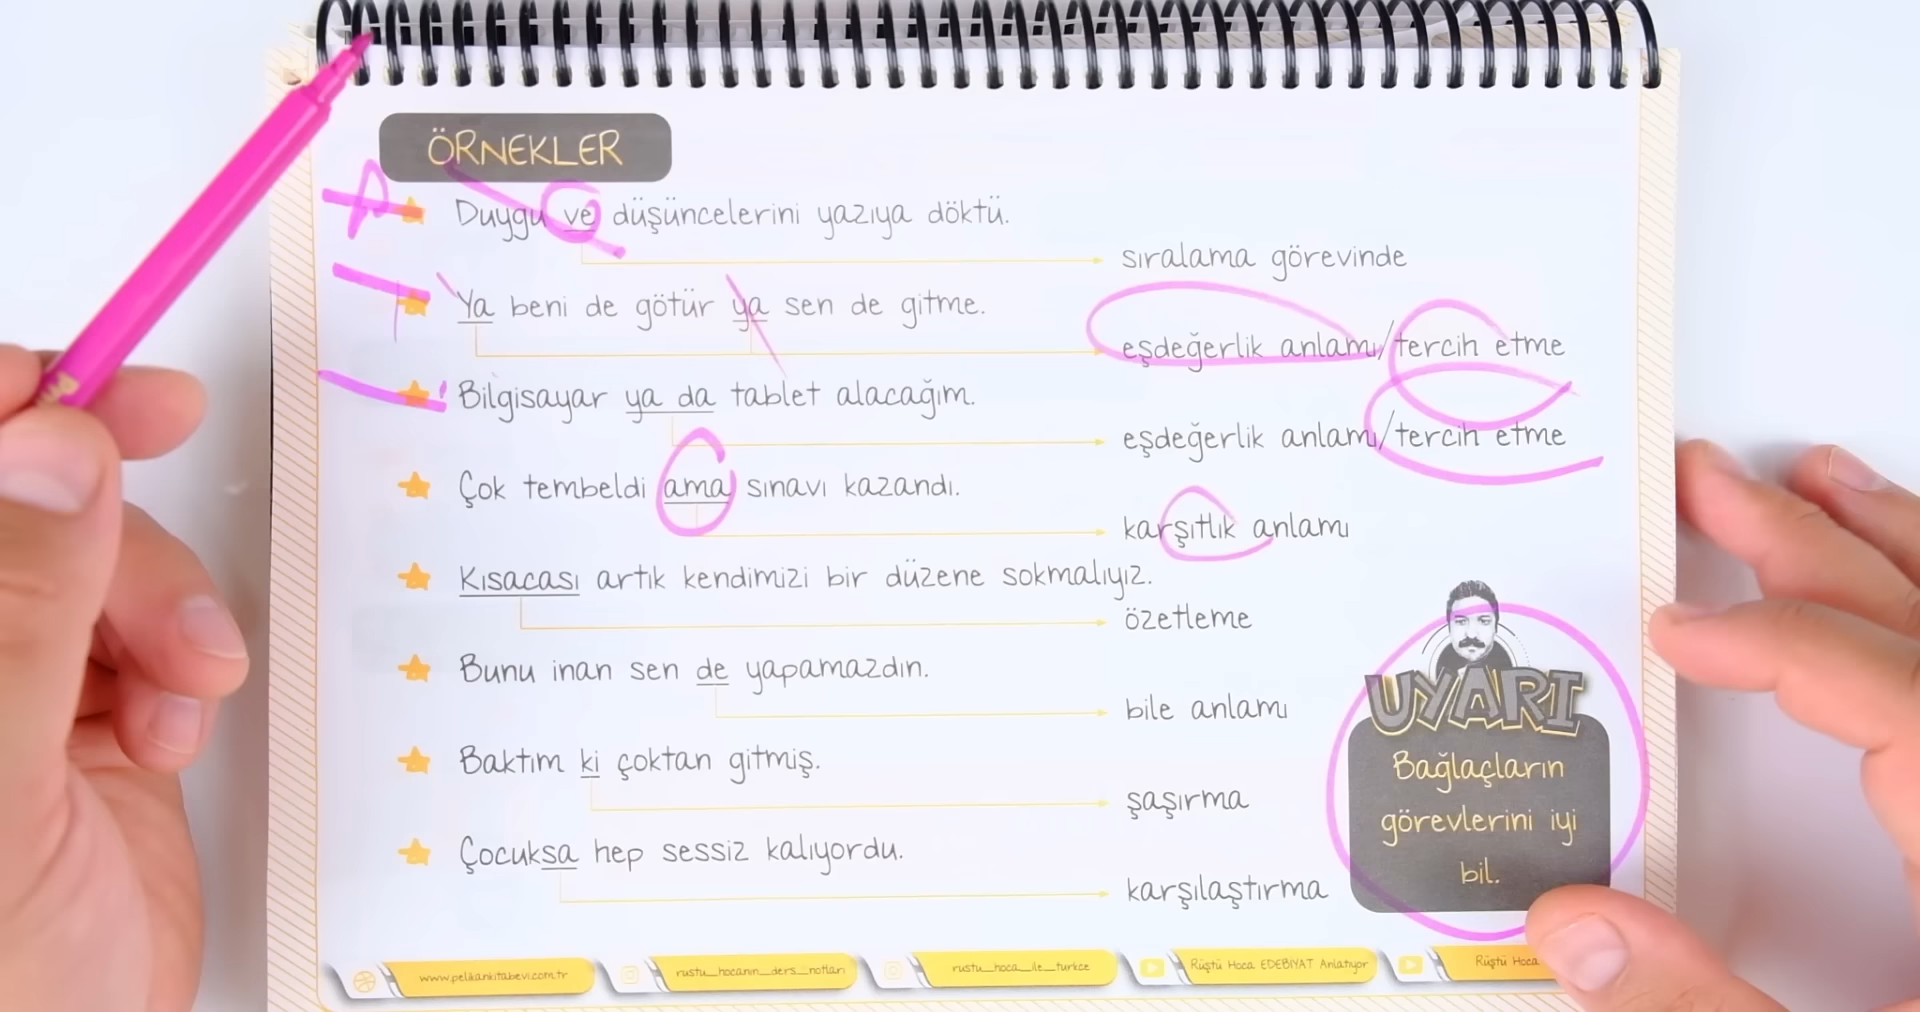 ÖRNEKLER
Duygu ve düşüncelerini yazıya döktü.
sıralama görevinde
Ya beni de götür ya sen de gitme.
eşdeğerlik anlamı/tercih etme
Bilgisayar ya da tablet alacağım.
eşdeğerlik anlamı/tercih etme
Çok tembeldi ama sınavı kazandı.
karşıtlık anlamı
Kısacası artık kendimizi bir düzene sokmalıyız.
özetleme
Bunu inan sen de yapamazdın.
bile anlamı
Baktım ki çoktan gitmiş.
şaşırma
Çocuksa hep sessiz kalıyordu.
karşılaştırma
UYARI
Bağlaçların
görevlerini iyi
bil.
www.pelikankitabevi.com.tr
rustu_hocanin_ders_notlari
rustu_hoca_ile_turkce
Rüştü Hoca EDEBİYAT Anlatıyor
Rüştü Hoca